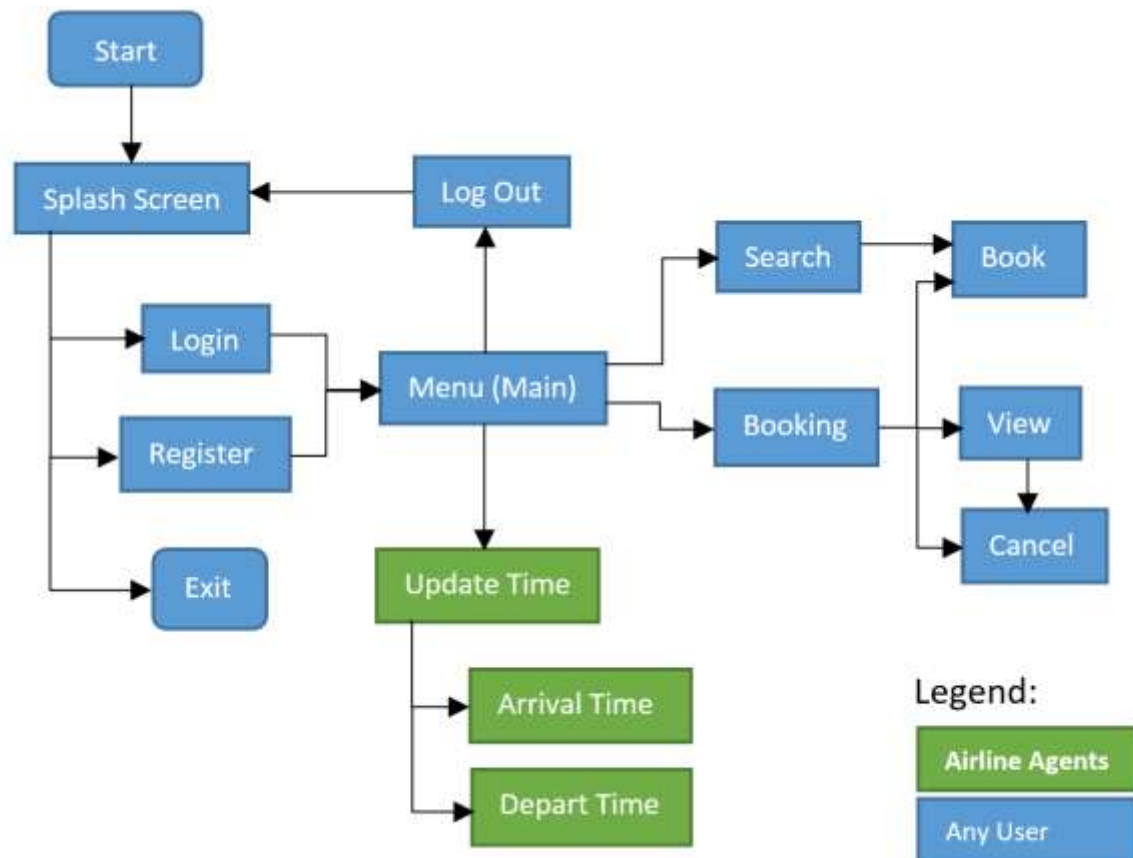 Start
Splash Screen
Log Out
Search
Book
Login
Menu (Main)
Register
Booking
View
Exit
Update Time
Cancel
Arrival Time
Depart Time
Legend:
Airline Agents
Any User